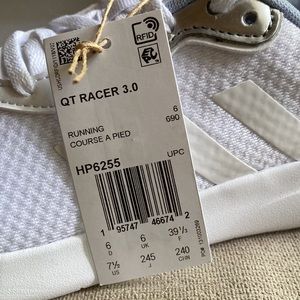 RFID
QT RACER 3.0
6
690
RUNNING
COURSE A PIED
HP6255
UPC
1 95747 46674 2
6 6 39⅓
D UK F
7½ 245 240
US J CHN